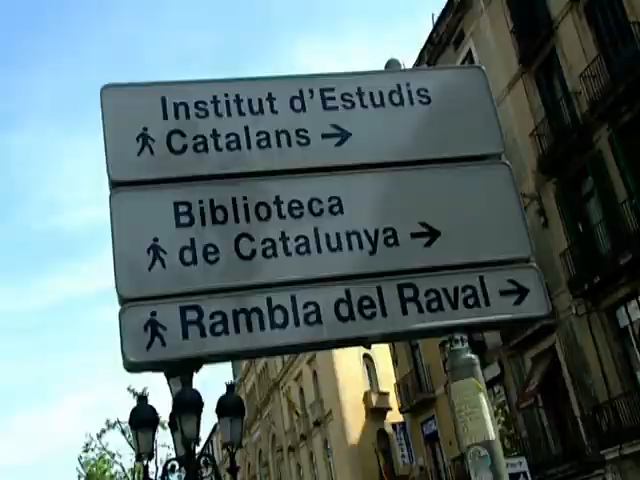 Institut d'Estudis
Catalans
Biblioteca
de Catalunya
Rambla del Raval